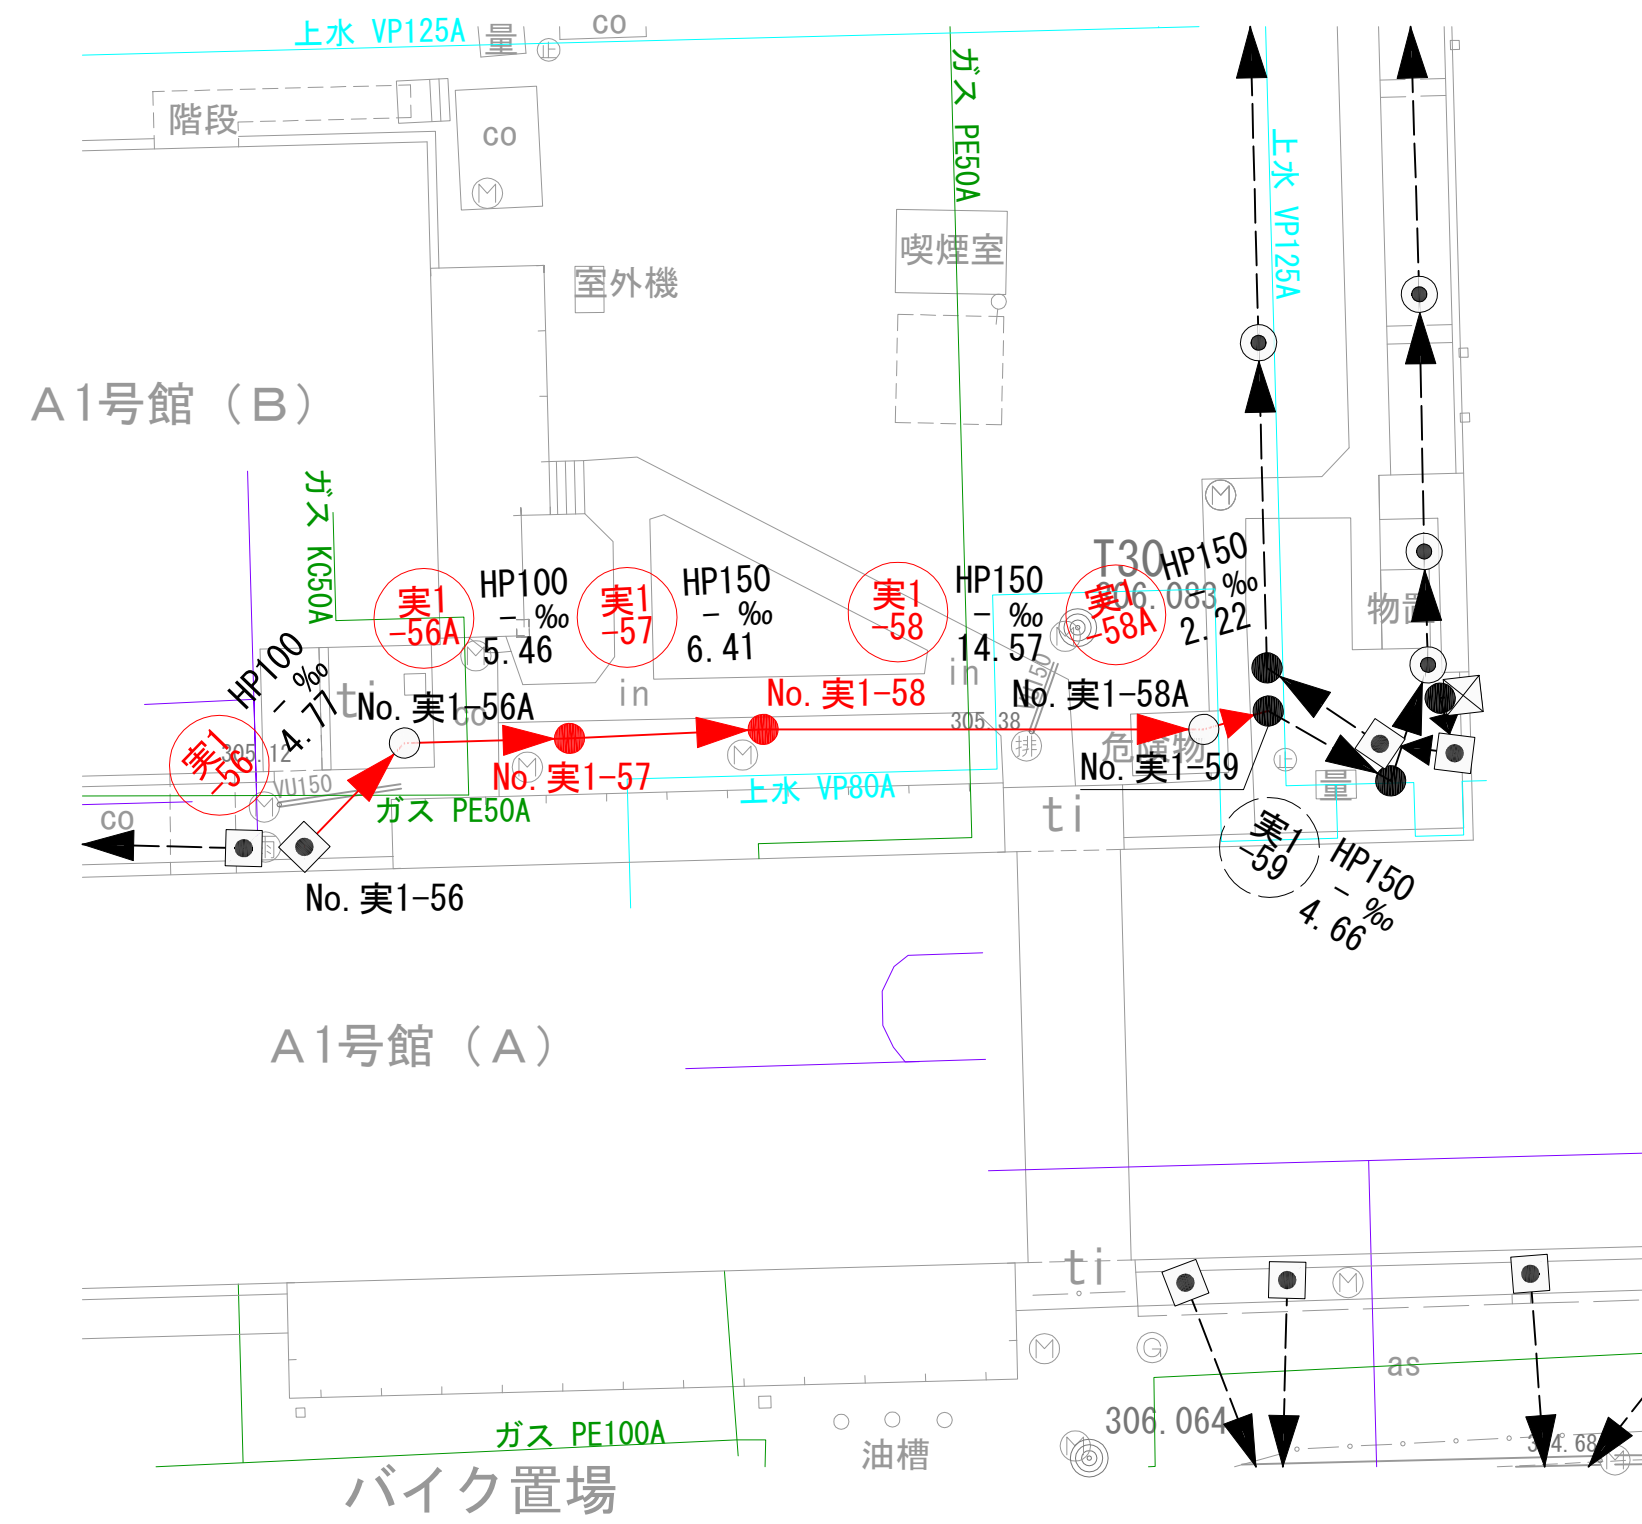 上水 VP125A
量
co
止
階段
co
M
ガス PE50A
上水 VP125A
喫煙室
室外機
A1号館（B）
ガス KC50A
M
T30
306.083
物置
実1
-56A
HP100
- ‰
5.46
実1
-57
HP150
- ‰
6.41
実1
-58
HP150
- ‰
14.57
実1
-58A
HP150
- ‰
2.22
HP100
- ‰
4.77
実1
-56
305.12
ti
M
co
No.実1-56A
in
No.実1-58
in
305.38
No.実1-58A
排
危険物
No.実1-57
M
M
No.実1-59
止
量
VU150
M
co
ガス PE50A
上水 VP80A
ti
雨
No.実1-56
実1
-59
HP150
- ‰
4.66
A1号館（A）
ti
M
M
G
as
306.064
ガス PE100A
油槽
M
M
バイク置場